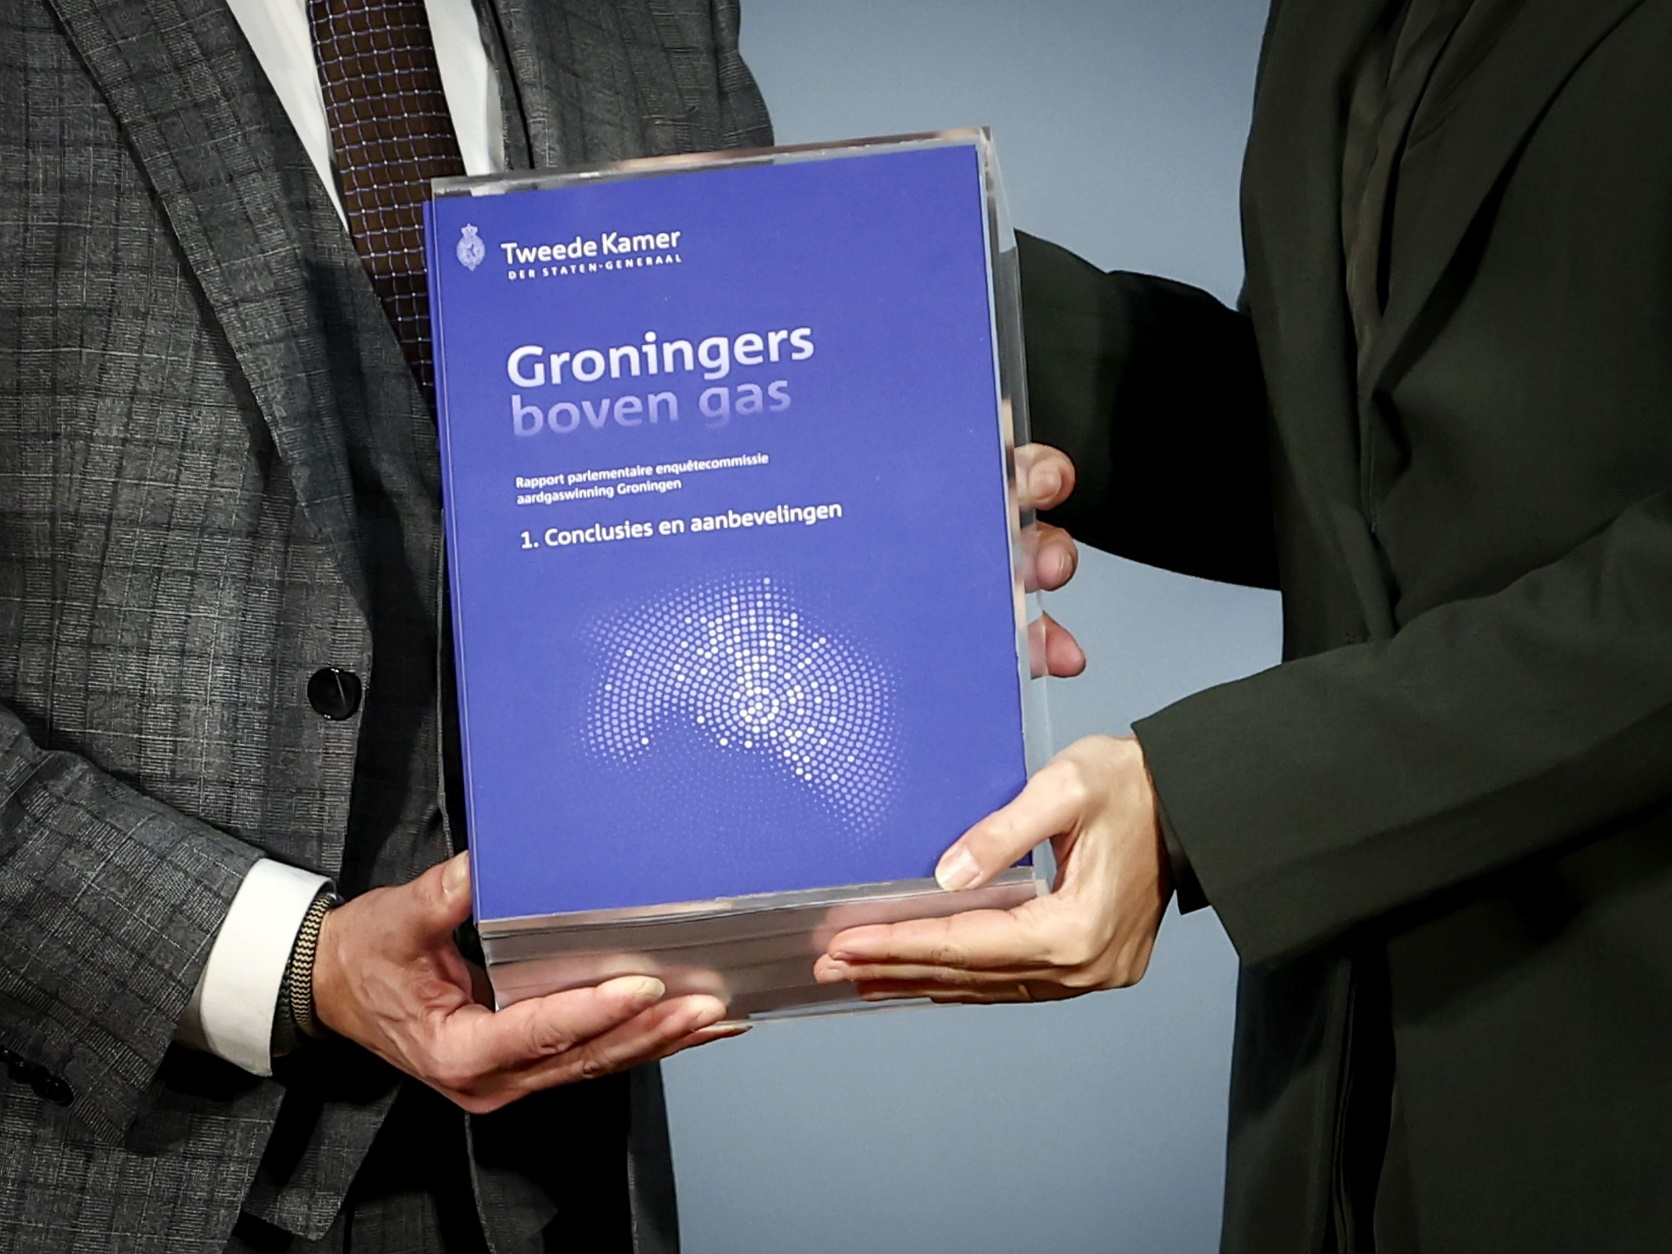 Tweede Kamer
DER STATEN-GENERAAL
Groningers
boven gas
Rapport parlementaire enquêtecommissie
aardgaswinning Groningen
1. Conclusies en aanbevelingen